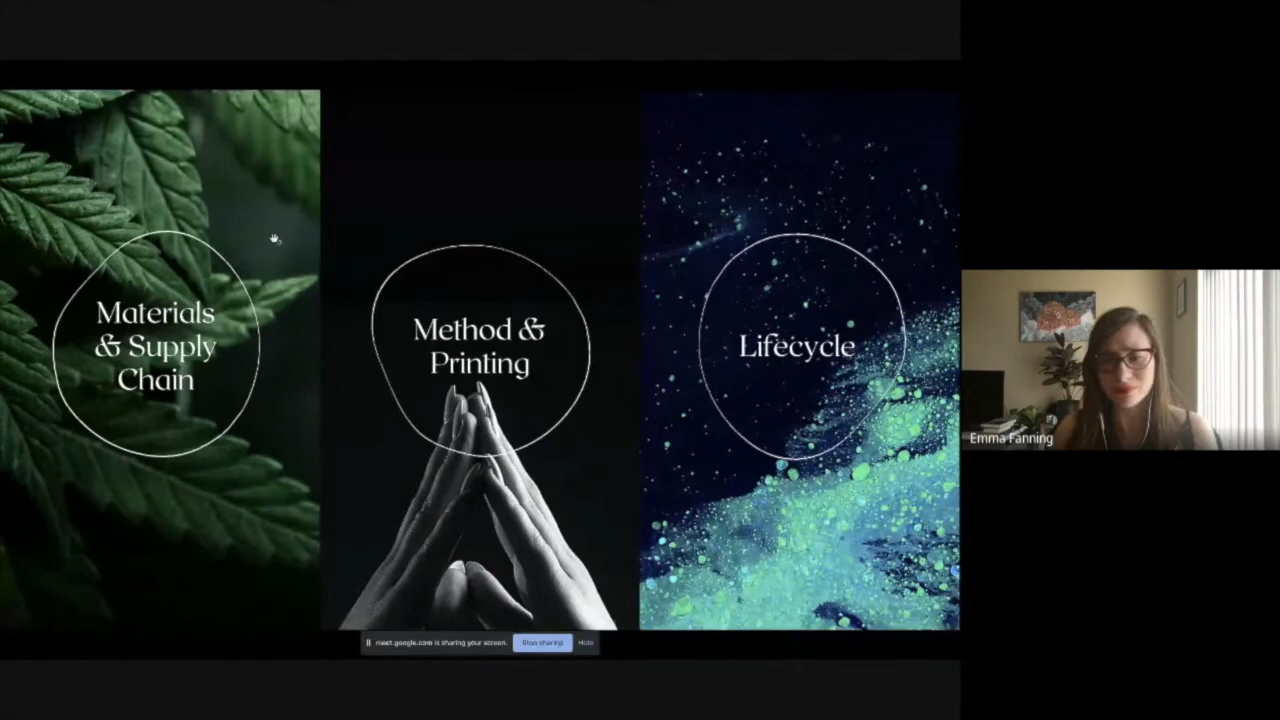 Materials
& Supply
Chain
Method &
Printing
Lifecycle
Emma Fanning
meet.google.com is sharing your screen.
Stop sharing
Hide